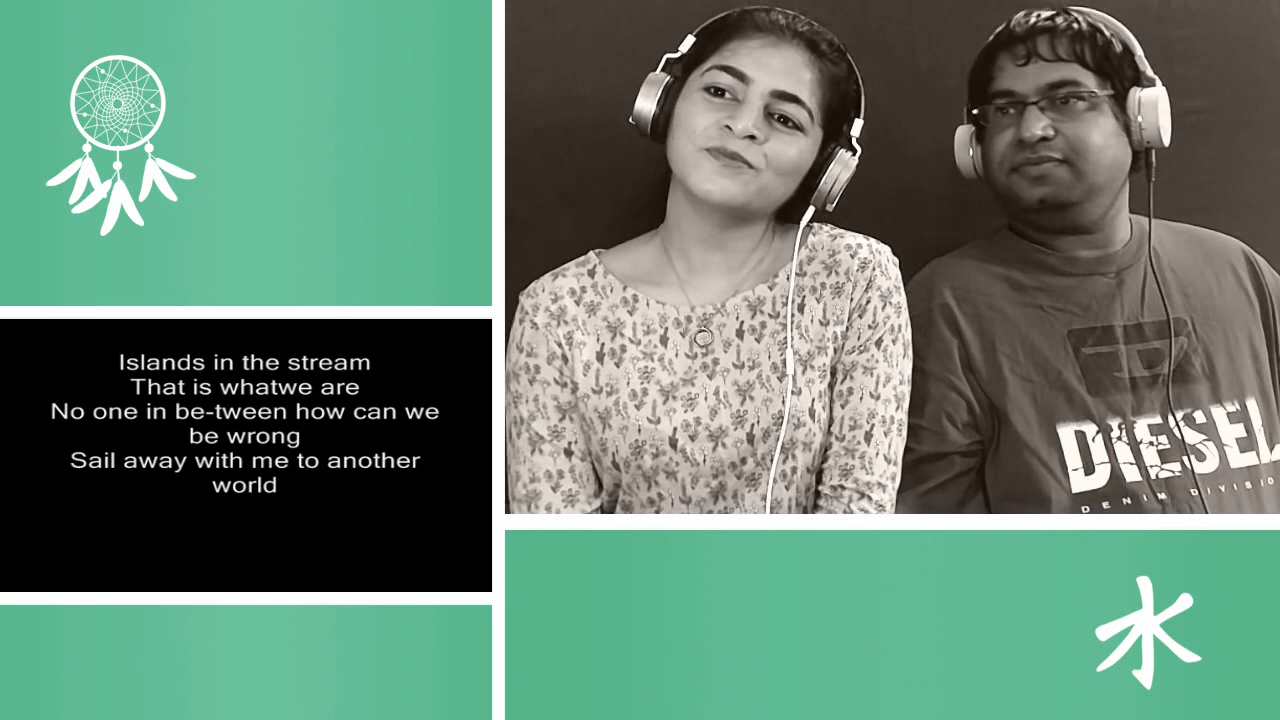 Islands in the stream
That is whatwe are
No one in be-tween how can we
be wrong
Sail away with me to another
world
DIESEL
DENIM DIVISIO
水